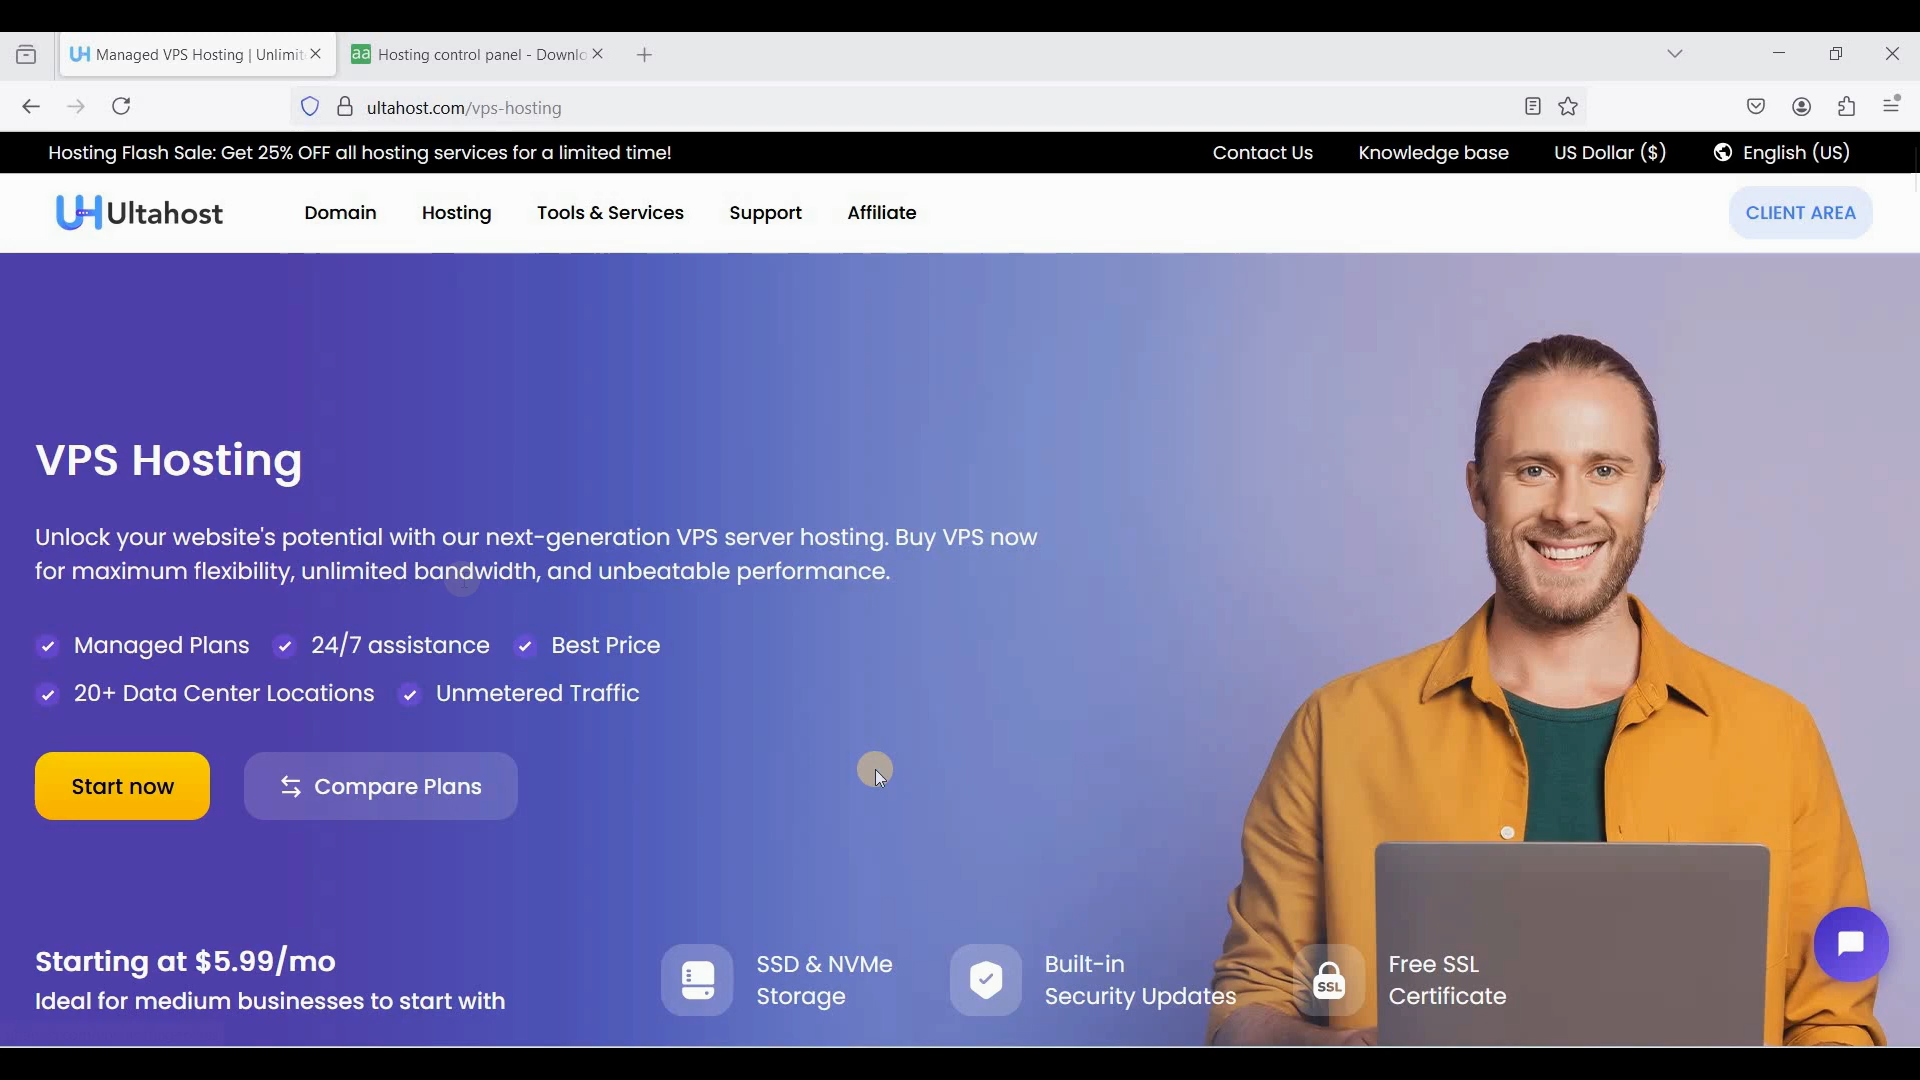 Managed VPS Hosting | Unlimit
aa Hosting control panel - Downlo
ultahost.com/vps-hosting
Hosting Flash Sale: Get 25% OFF all hosting services for a limited time!
Contact Us
Knowledge base
US Dollar ($)
English (US)
Ultahost
Domain
Hosting
Tools & Services
Support
Affiliate
CLIENT AREA
VPS Hosting
Unlock your website's potential with our next-generation VPS server hosting. Buy VPS now
for maximum flexibility, unlimited bandwidth, and unbeatable performance.
Managed Plans
24/7 assistance
Best Price
20+ Data Center Locations
Unmetered Traffic
Start now
Compare Plans
Starting at $5.99/mo
Ideal for medium businesses to start with
SSD & NVMe
Storage
Built-in
Security Updates
SSL
Free SSL
Certificate